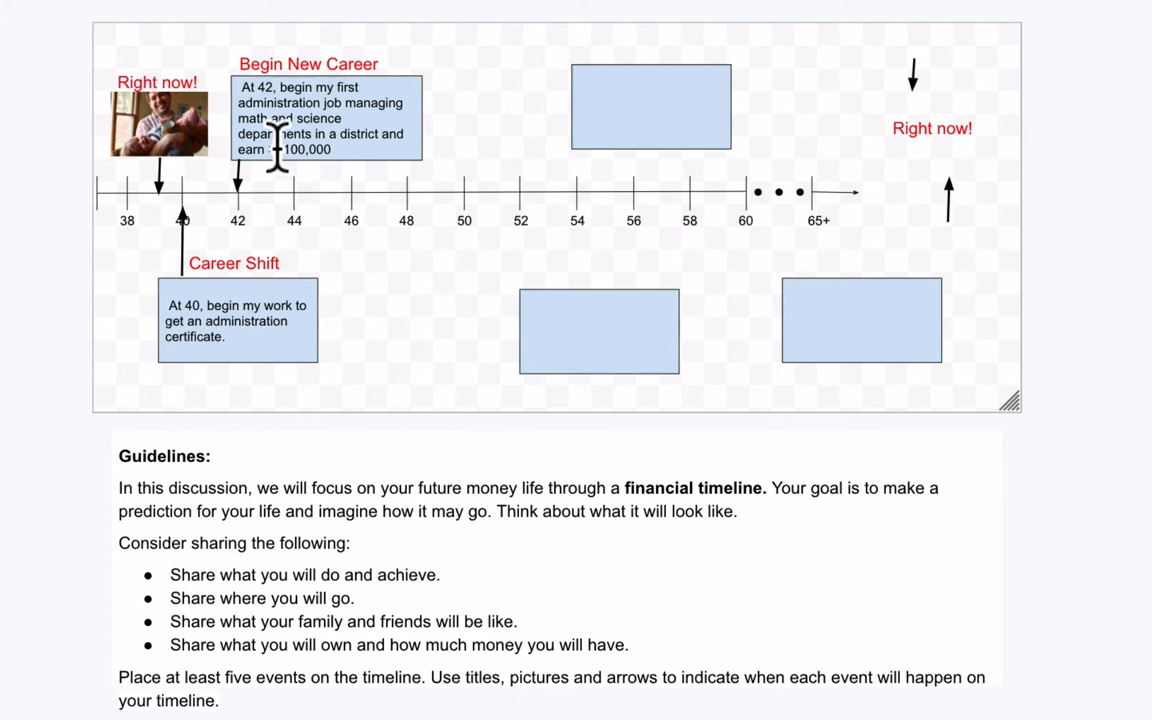 Begin New Career
Right now!
At 42, begin my first
administration job managing
math and science
departments in a district and
earn 100,000
Right now!
38 40 42 44 46 48 50 52 54 56 58 60 65+
Career Shift
At 40, begin my work to
get an administration
certificate.
Guidelines:
In this discussion, we will focus on your future money life through a financial timeline. Your goal is to make a
prediction for your life and imagine how it may go. Think about what it will look like.
Consider sharing the following:
● Share what you will do and achieve.
● Share where you will go.
● Share what your family and friends will be like.
● Share what you will own and how much money you will have.
Place at least five events on the timeline. Use titles, pictures and arrows to indicate when each event will happen on
your timeline.